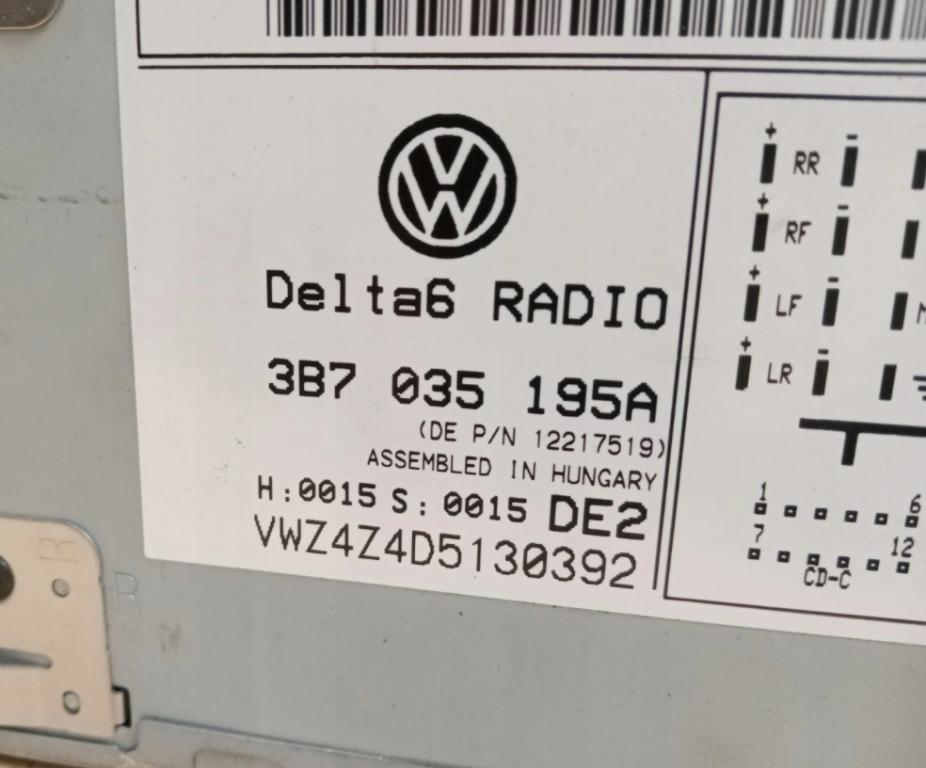 VW
Delta6 RADIO
3B7 035 195A
(DE P/N 12217519)
ASSEMBLED IN HUNGARY
H:0015 S:0015 DE2
VWZ4Z4D5130392
+ RR -
+ RF -
+ LF -
+ LR -
1 6
7 12
CD-C
R
R